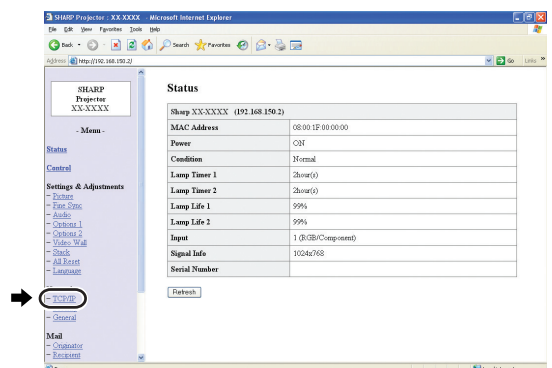 SHARP Projector : XX-XXXX - Microsoft Internet Explorer
File Edit View Favorites Tools Help
Back Search Favorites
Address http://192.168.150.2/ Go Links »
SHARP
Projector
XX-XXXX
- Menu -
Status
Control
Settings & Adjustments
- Picture
- Fine Sync
- Audio
- Options 1
- Options 2
- Video Wall
- Stack
- All Reset
- Language
- TCP/IP
- General
Mail
- Originator
- Recipient
Status
Sharp XX-XXXX (192.168.150.2)
MAC Address 08:00:1F:00:00:00
Power ON
Condition Normal
Lamp Timer 1 2hour(s)
Lamp Timer 2 2hour(s)
Lamp Life 1 99%
Lamp Life 2 99%
Input 1 (RGB/Component)
Signal Info 1024x768
Serial Number
Refresh